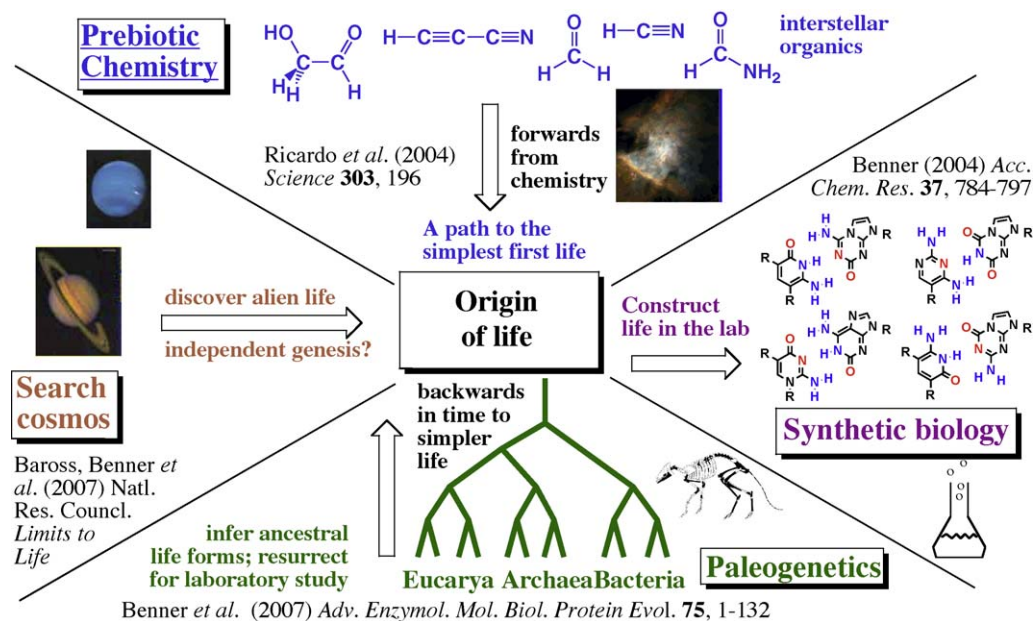 Prebiotic
Chemistry
HO
O
H
H
H
H–C≡C–C≡N
O
H C H
H–C≡N
O
H C NH2
interstellar
organics
forwards
from
chemistry
Ricardo et al. (2004)
Science 303, 196
Benner (2004) Acc.
Chem. Res. 37, 784-797
A path to the
simplest first life
discover alien life
independent genesis?
Origin
of life
Construct
life in the lab
Search
cosmos
Baross, Benner et
al. (2007) Natl.
Res. Councl.
Limits to
Life
backwards
in time to
simpler
life
Synthetic biology
infer ancestral
life forms; resurrect
for laboratory study
Eucarya Archaea Bacteria
Paleogenetics
Benner et al. (2007) Adv. Enzymol. Mol. Biol. Protein Evol. 75, 1-132